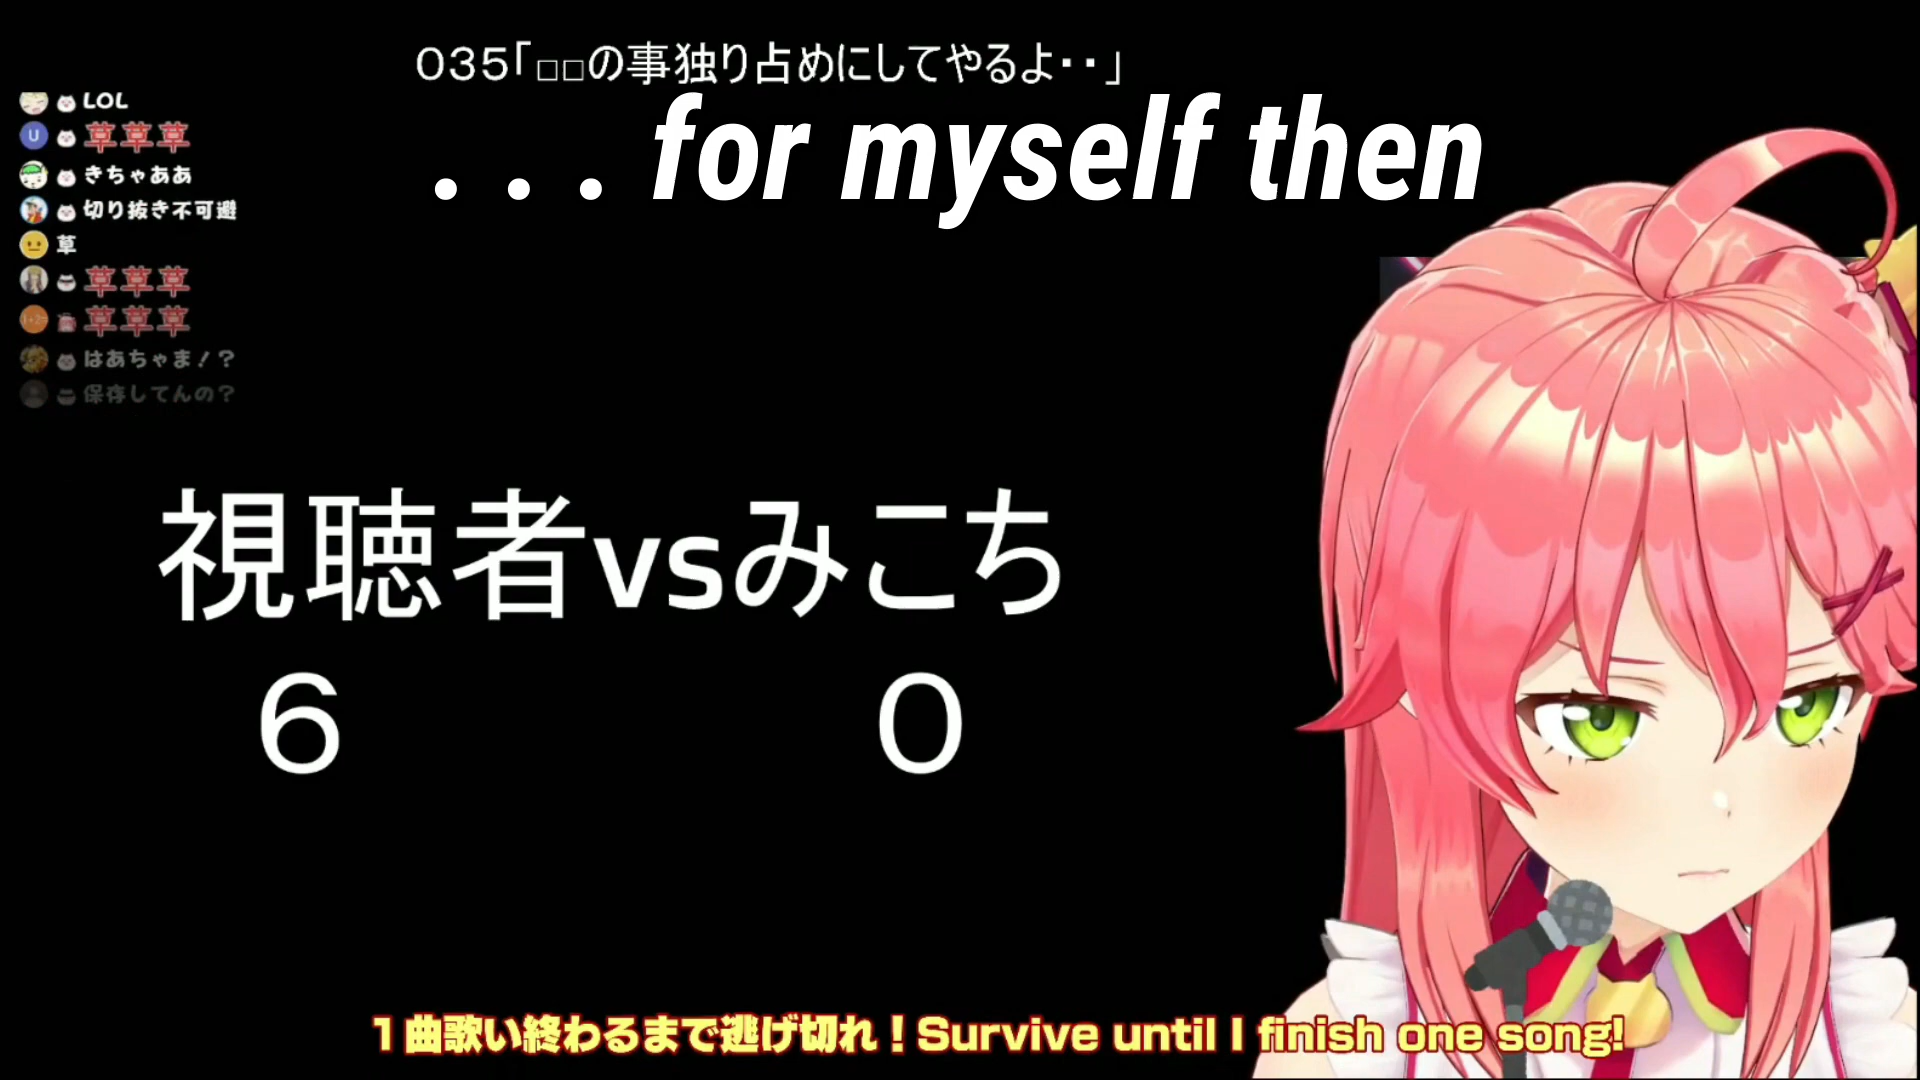 035「□□の事独り占めにしてやるよ・・」
. . . for myself then
LOL
U 草草草
きちゃああ
切り抜き不可避
草
草草草
草草草
はあちゃま！？
保存してんの？
視聴者vsみこち
6 0
1曲歌い終わるまで逃げ切れ！Survive until I finish one song!